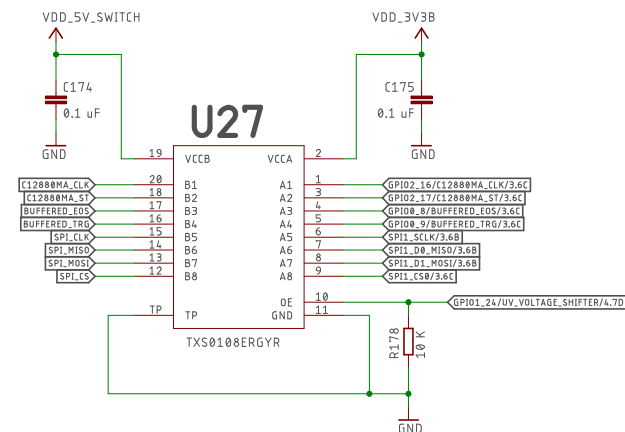 VDD_5V_SWITCH
VDD_3V3B
C174
0.1 uF
GND
C175
0.1 uF
GND
U27
19 VCCB VCCA 2
C12880MA_CLK 20 B1 A1 1 GPIO2_16/C12880MA_CLK/3.6C
C12880MA_ST 18 B2 A2 3 GPIO2_17/C12880MA_ST/3.6C
BUFFERED_EOS 17 B3 A3 4 GPIO0_8/BUFFERED_EOS/3.6C
BUFFERED_TRG 16 B4 A4 5 GPIO0_9/BUFFERED_TRG/3.6C
SPI_CLK 15 B5 A5 6 SPI1_SCLK/3.6B
SPI_MISO 14 B6 A6 7 SPI1_D0_MISO/3.6B
SPI_MOSI 13 B7 A7 8 SPI1_D1_MOSI/3.6B
SPI_CS 12 B8 A8 9 SPI1_CS0/3.6C
OE 10 GPIO1_24/UV_VOLTAGE_SHIFTER/4.7D
TP TP GND 11
TXS0108ERGYR
R178
10 K
GND